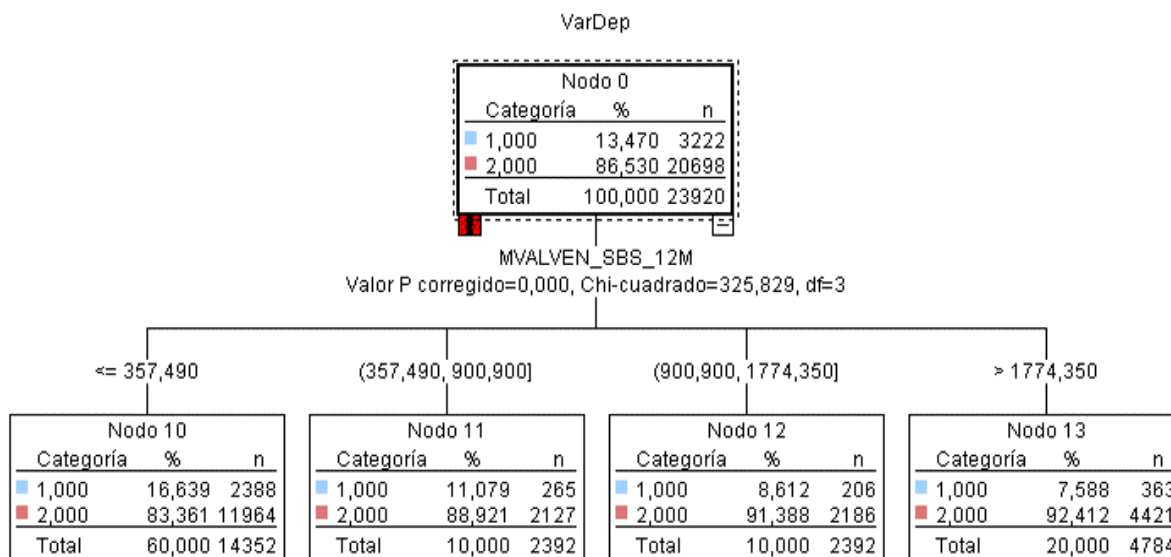 VarDep
Nodo 0
Categoría % n
1,000 13,470 3222
2,000 86,530 20698
Total 100,000 23920
MVALVEN_SBS_12M
Valor P corregido=0,000, Chi-cuadrado=325,829, df=3
<= 357,490 (357,490, 900,900] (900,900, 1774,350] > 1774,350
Nodo 10 Nodo 11 Nodo 12 Nodo 13
Categoría % n Categoría % n Categoría % n Categoría % n
1,000 16,639 2388 1,000 11,079 265 1,000 8,612 206 1,000 7,588 363
2,000 83,361 11964 2,000 88,921 2127 2,000 91,388 2186 2,000 92,412 4421
Total 60,000 14352 Total 10,000 2392 Total 10,000 2392 Total 20,000 4784